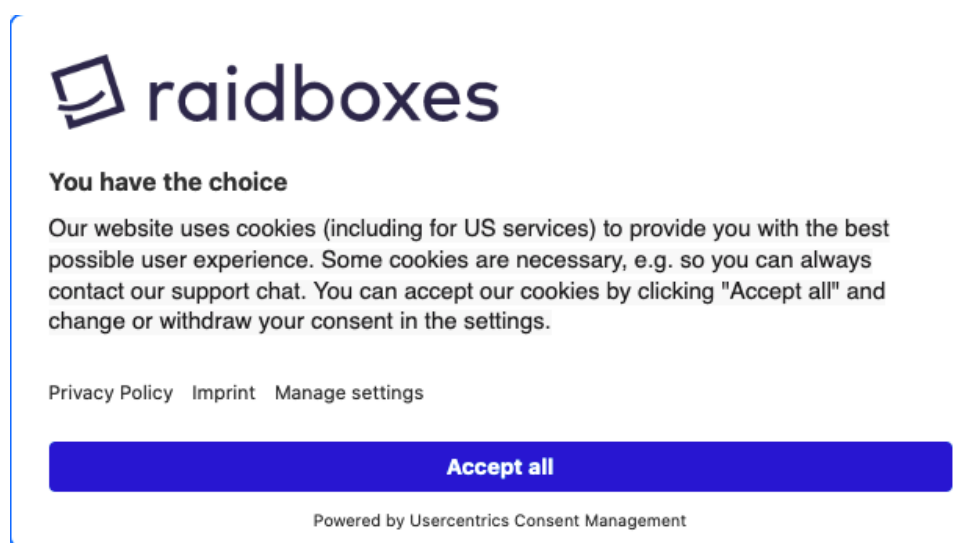 raidboxes
You have the choice
Our website uses cookies (including for US services) to provide you with the best
possible user experience. Some cookies are necessary, e.g. so you can always
contact our support chat. You can accept our cookies by clicking "Accept all" and
change or withdraw your consent in the settings.
Privacy Policy Imprint Manage settings
Accept all
Powered by Usercentrics Consent Management